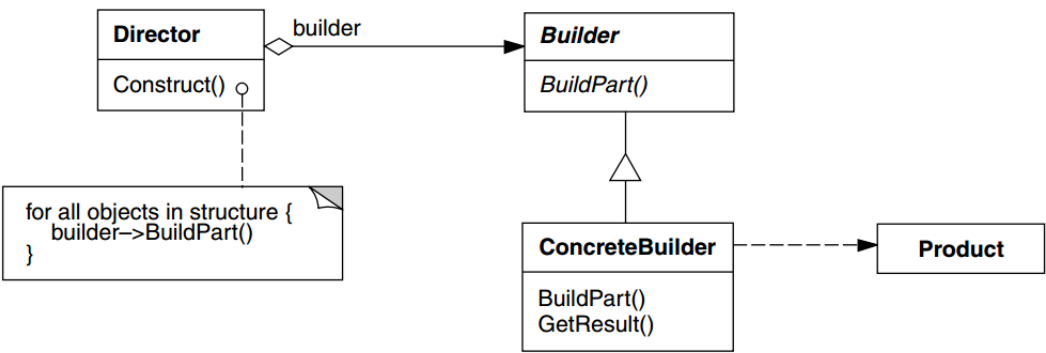 Director
builder
Builder
Construct()
BuildPart()
for all objects in structure {
builder–>BuildPart()
}
ConcreteBuilder
Product
BuildPart()
GetResult()